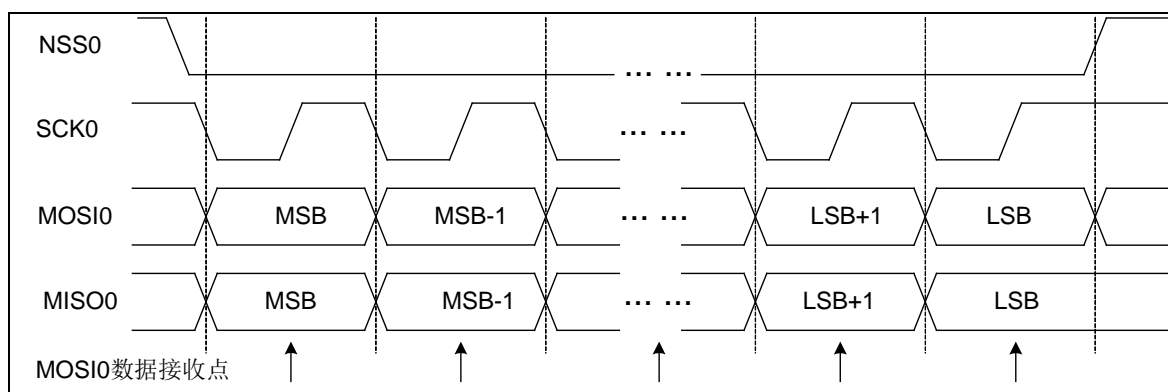 NSS0
... ...
SCK0
... ...
MOSI0 MSB MSB-1 ... ... LSB+1 LSB
MISO0 MSB MSB-1 ... ... LSB+1 LSB
MOSI0数据接收点